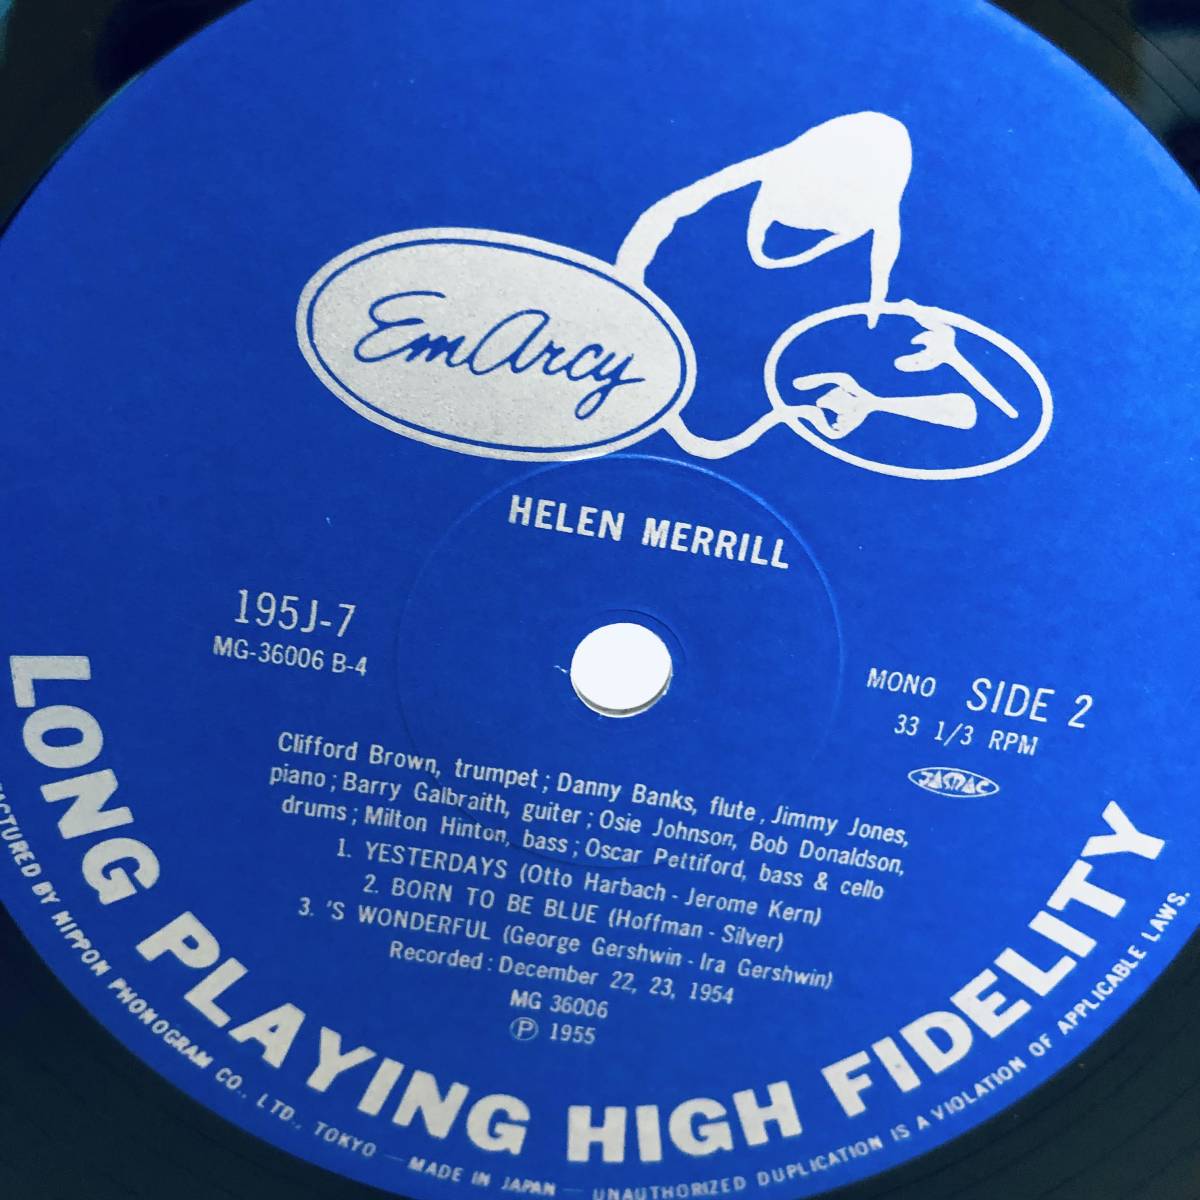 EmArcy
HELEN MERRILL
195J-7
MG-36006 B-4
MONO SIDE 2
33 1/3 RPM
JASRAC
Clifford Brown, trumpet ; Danny Banks, flute, Jimmy Jones,
piano ; Barry Galbraith, guiter ; Osie Johnson, Bob Donaldson,
drums ; Milton Hinton, bass ; Oscar Pettiford, bass & cello
1. YESTERDAYS (Otto Harbach - Jerome Kern)
2. BORN TO BE BLUE (Hoffman - Silver)
3. 'S WONDERFUL (George Gershwin - Ira Gershwin)
Recorded : December 22, 23, 1954
MG 36006
℗ 1955
LONG PLAYING HIGH FIDELITY
BY NIPPON PHONOGRAM CO., LTD., TOKYO — MADE IN JAPAN — UNAUTHORIZED DUPLICATION IS A VIOLATION OF APPLICABLE LAWS.